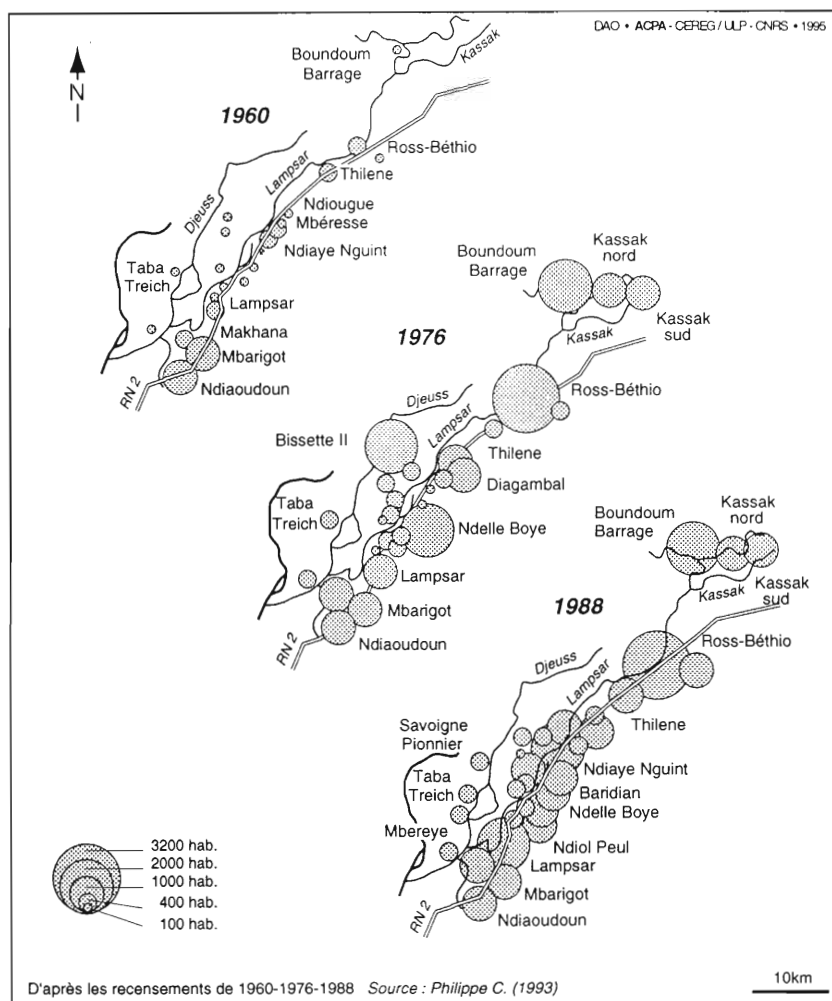 DAO • ACPA - CEREG / ULP - CNRS • 1995
N
1960
Boundoum
Barrage
Kassak
Ross-Béthio
Lampsar
Thilene
Djeuss
Ndiougue
Mbéresse
Ndiaye Nguint
Taba
Treich
Lampsar
Makhana
Mbarigot
Ndiaoudoun
RN 2
1976
Boundoum
Barrage
Kassak
nord
Kassak
sud
Kassak
Ross-Béthio
Djeuss
Lampsar
Bissette II
Thilene
Diagambal
Taba
Treich
Ndelle Boye
Lampsar
Mbarigot
Ndiaoudoun
RN 2
1988
Boundoum
Barrage
Kassak
nord
Kassak
Kassak
sud
Ross-Béthio
Djeuss
Lampsar
Thilene
Savoigne
Pionnier
Ndiaye Nguint
Taba
Treich
Baridian
Ndelle Boye
Mbereye
Ndiol Peul
Lampsar
Mbarigot
Ndiaoudoun
RN 2
3200 hab.
2000 hab.
1000 hab.
400 hab.
100 hab.
10km
D'après les recensements de 1960-1976-1988 Source : Philippe C. (1993)